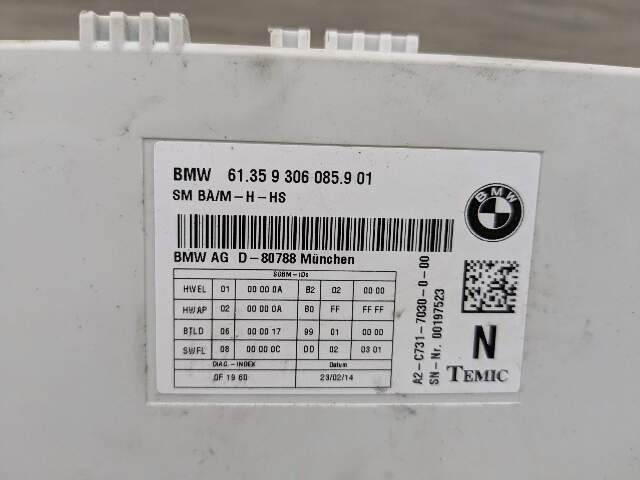 BMW 61.35 9 306 085.9 01
SM BA/M-H-HS
BMW
BMW AG D-80788 München
SGBM-IDs
HWEL 01 00 00 0A B2 02 00 00
HWAP 02 00 00 0A B0 FF FF FF
BTLD 06 00 00 17 99 01 00 00
SWFL 08 00 00 0C DD 02 03 01
DIAG.-INDEX Datum
0F 19 60 23/02/14
A2-C731-7030-0-00
SN-Nr. 00197523
N
TEMIC